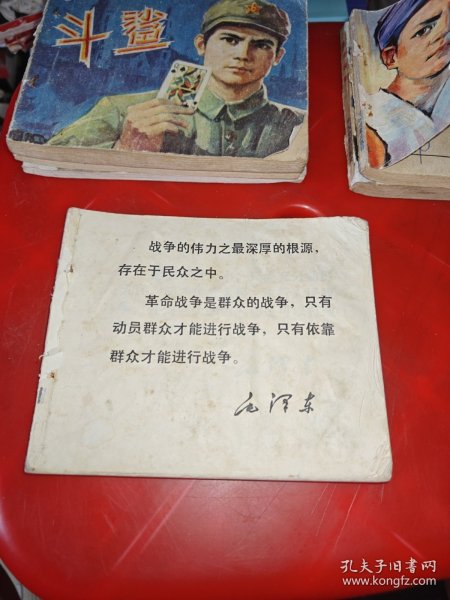 斗鲨
战争的伟力之最深厚的根源，
存在于民众之中。
革命战争是群众的战争，只有
动员群众才能进行战争，只有依靠
群众才能进行战争。
毛泽东
孔夫子旧书网
www.kongfz.com